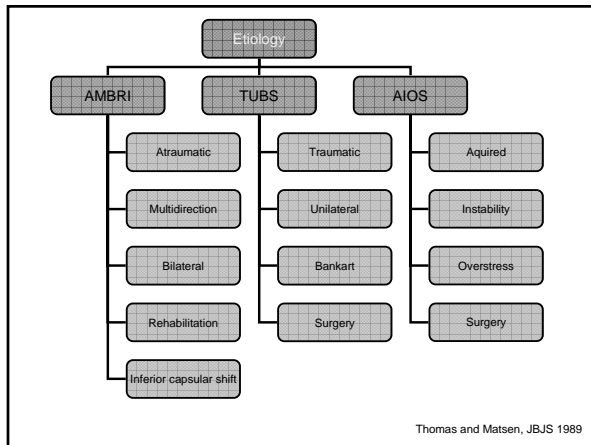 Etiology
AMBRI
TUBS
AIOS
Atraumatic
Traumatic
Aquired
Multidirection
Unilateral
Instability
Bilateral
Bankart
Overstress
Rehabilitation
Surgery
Surgery
Inferior capsular shift
Thomas and Matsen, JBJS 1989